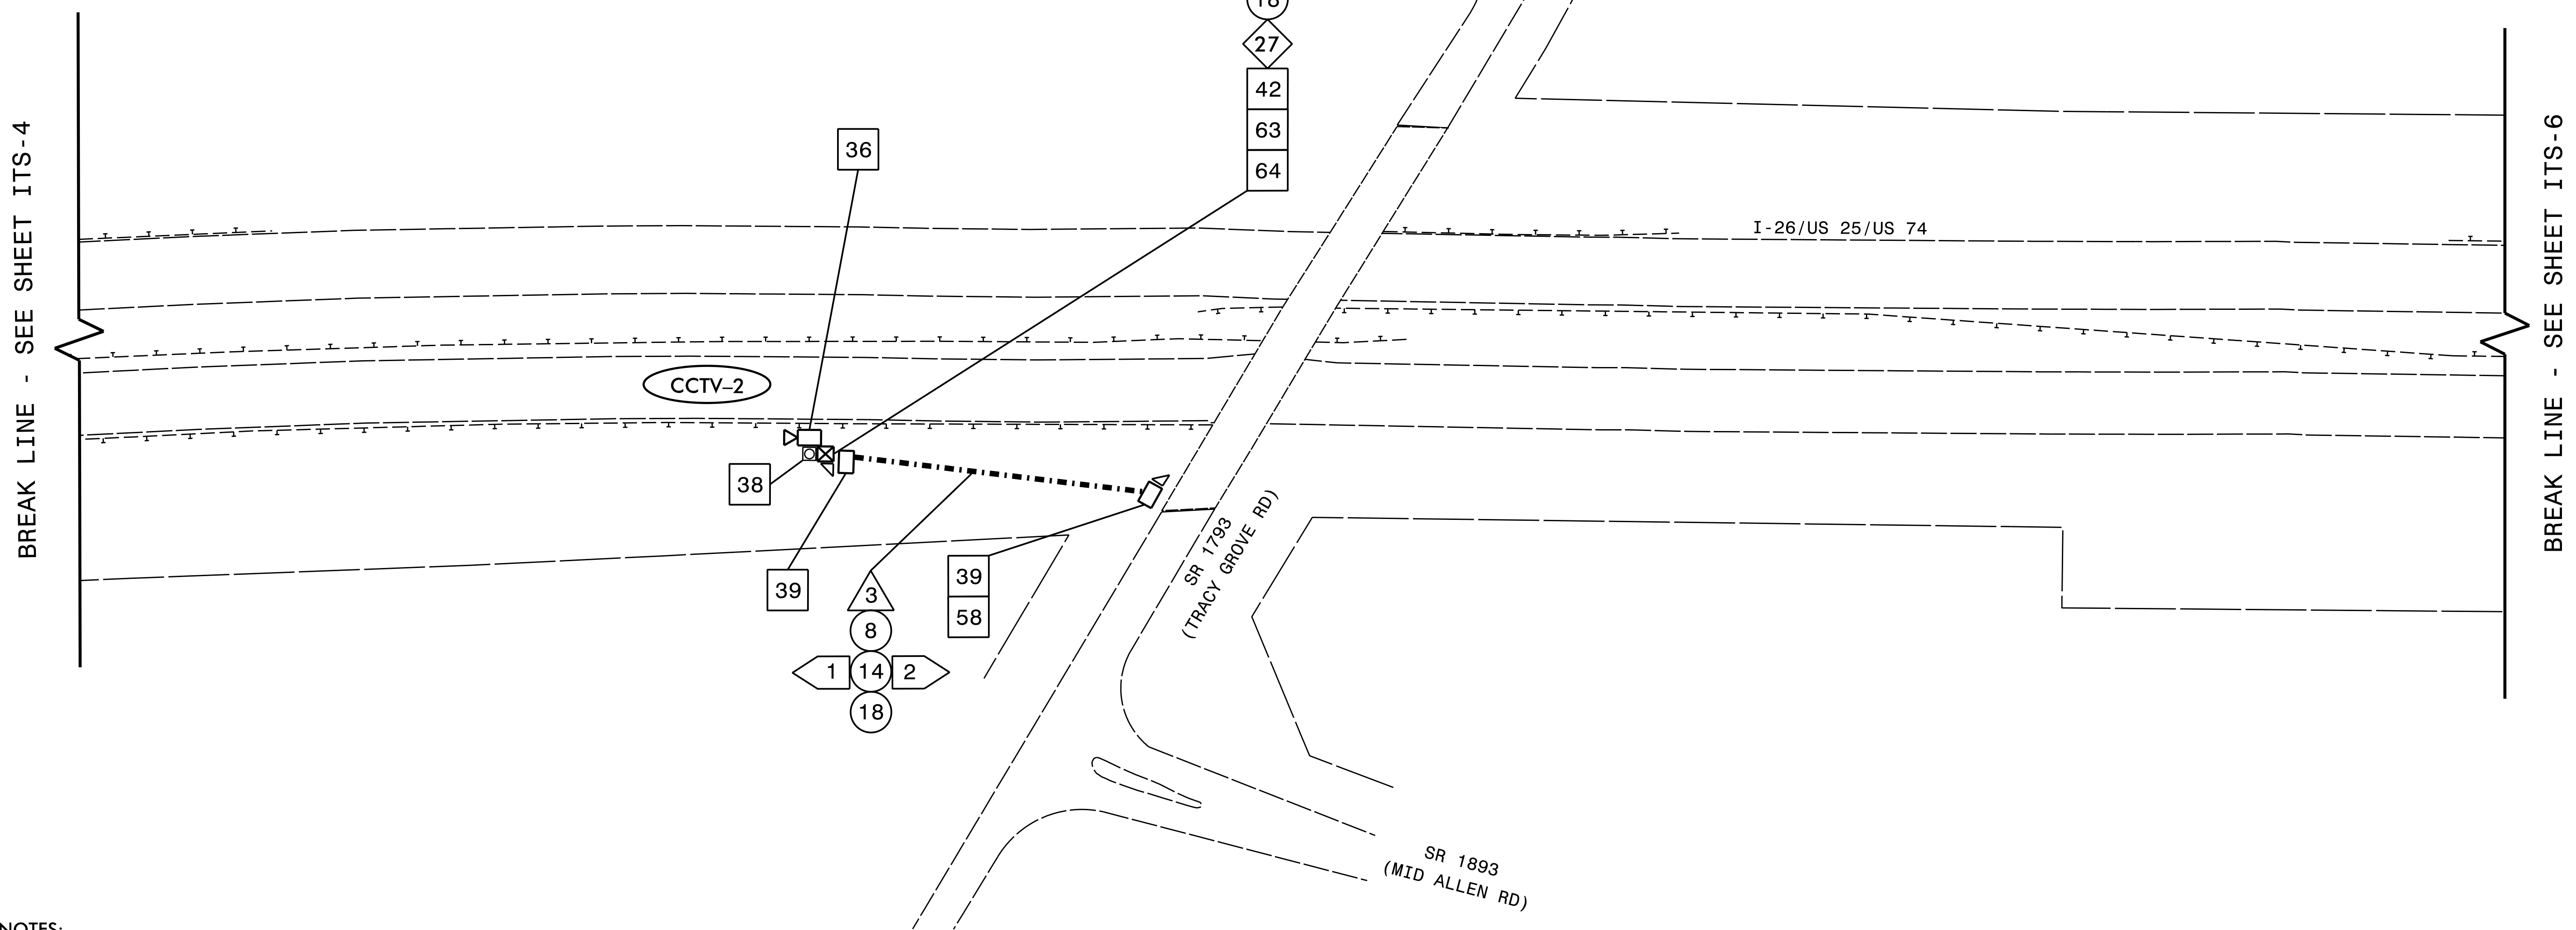 BREAK LINE - SEE SHEET ITS-4
27
42
63
64
36
I-26/US 25/US 74
CCTV-2
38
39
3
8
1 14 2
18
39
58
SR 1793
(TRACY GROVE RD)
SR 1893
(MID ALLEN RD)
BREAK LINE - SEE SHEET ITS-6
NOTES: